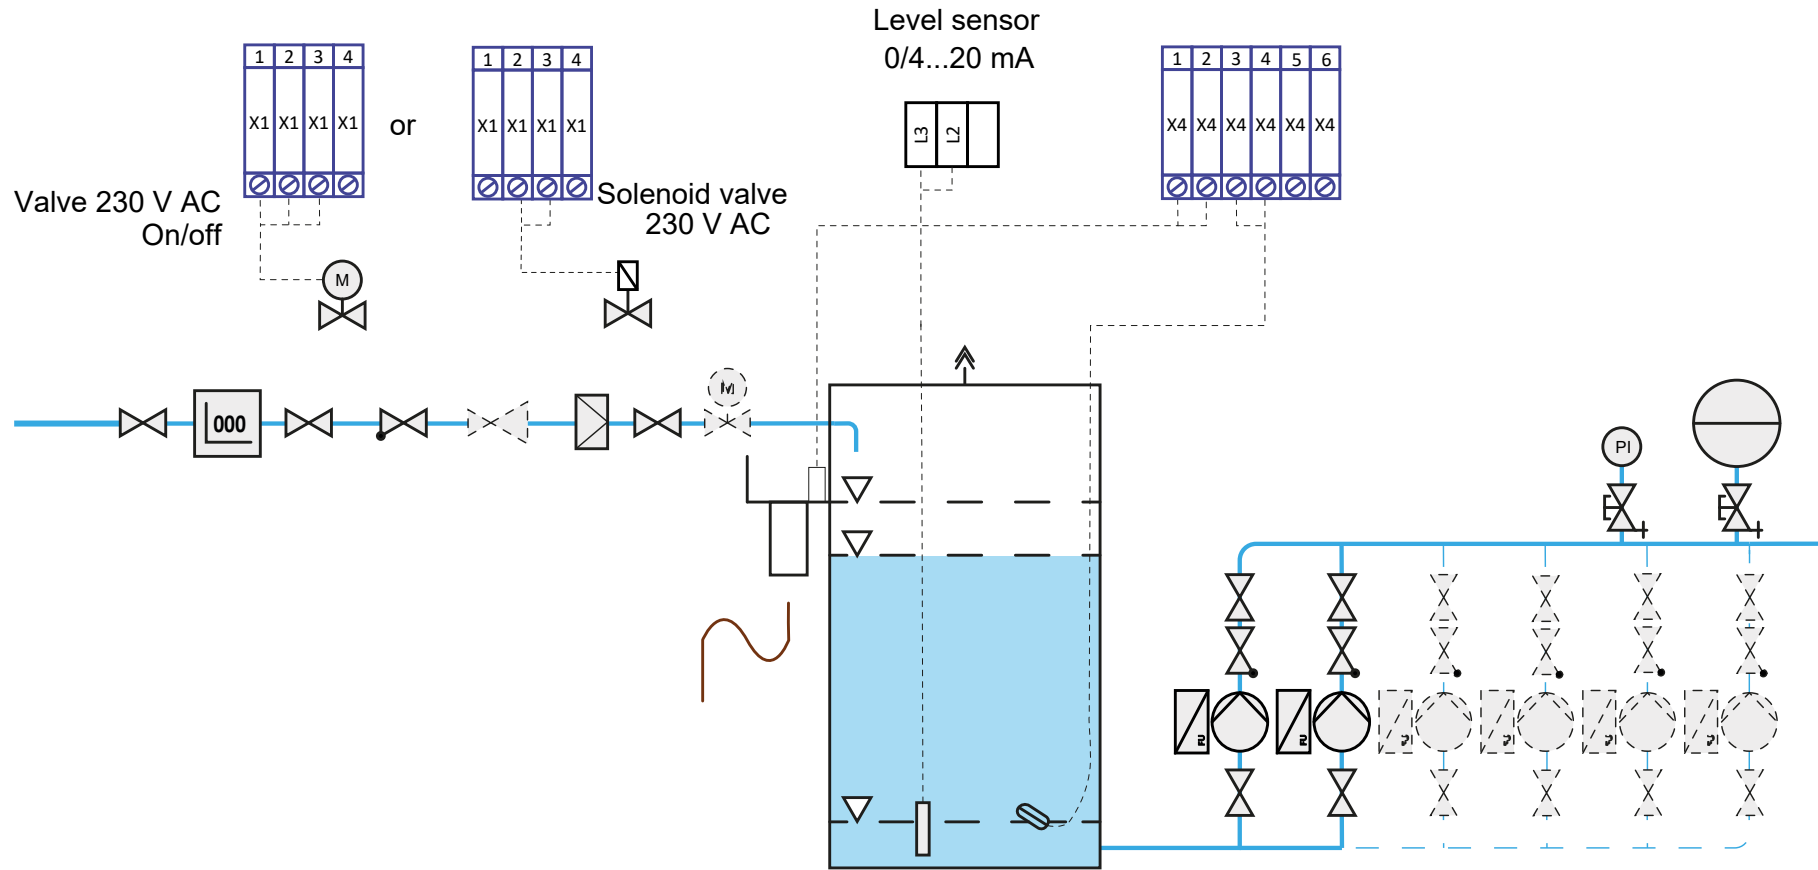 Level sensor
0/4...20 mA
1 2 3 4
X1 X1 X1 X1
or
1 2 3 4
X1 X1 X1 X1
L3 L2
1 2 3 4 5 6
X4 X4 X4 X4 X4 X4
Valve 230 V AC
On/off
Solenoid valve
230 V AC
M
M
000
PI
FU
FU